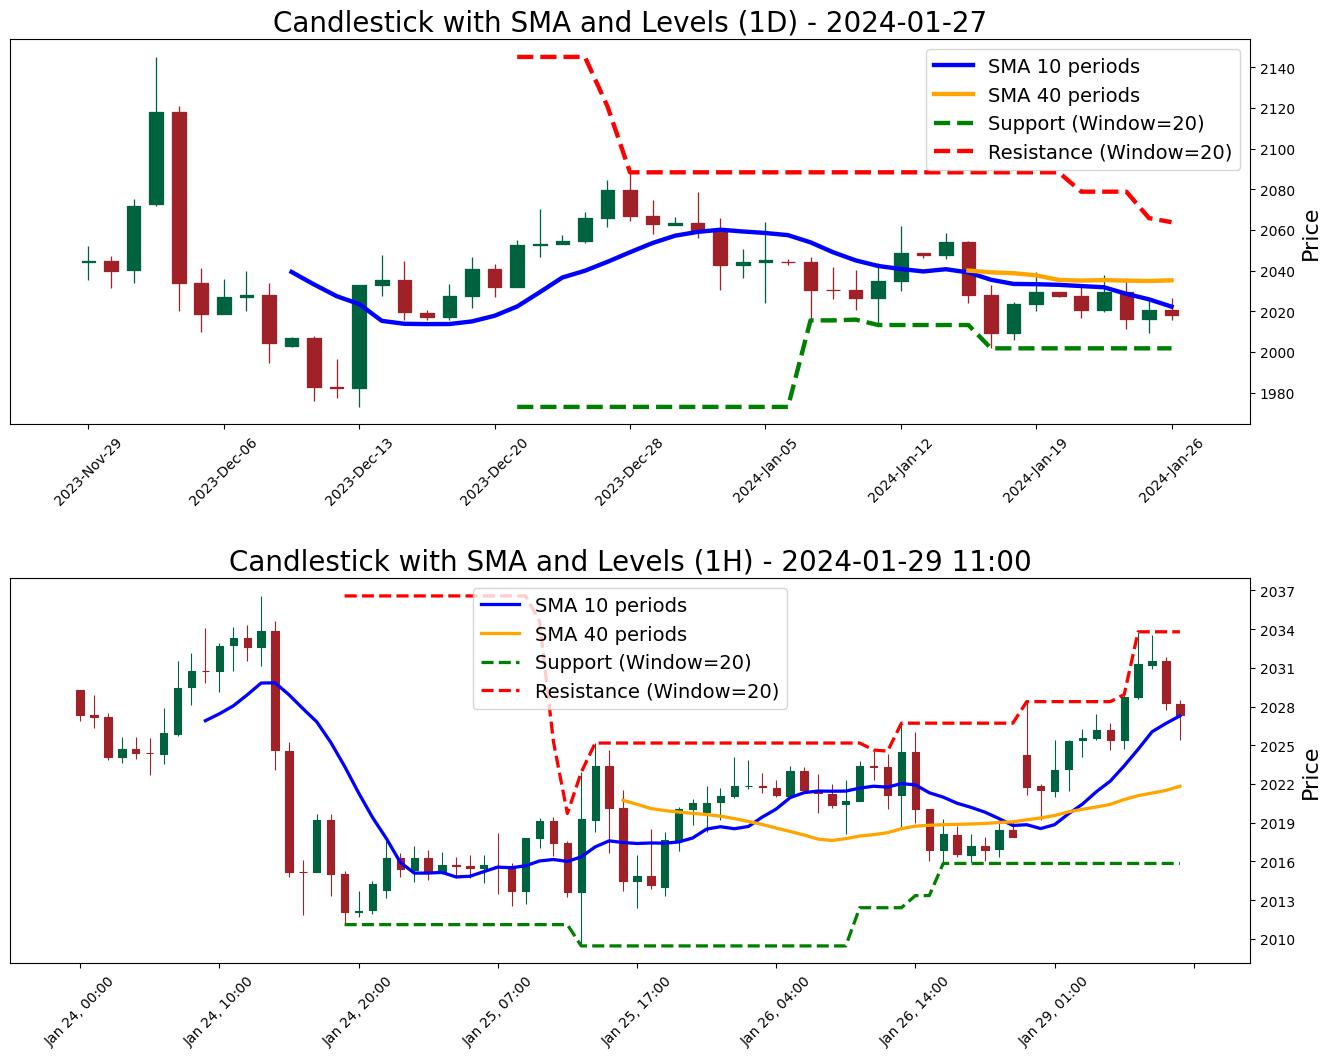 Candlestick with SMA and Levels (1D) - 2024-01-27
SMA 10 periods
SMA 40 periods
Support (Window=20)
Resistance (Window=20)
2140
2120
2100
2080
2060
2040
2020
2000
1980
Price
2023-Nov-29
2023-Dec-06
2023-Dec-13
2023-Dec-20
2023-Dec-28
2024-Jan-05
2024-Jan-12
2024-Jan-19
2024-Jan-26
Candlestick with SMA and Levels (1H) - 2024-01-29 11:00
SMA 10 periods
SMA 40 periods
Support (Window=20)
Resistance (Window=20)
2037
2034
2031
2028
2025
2022
2019
2016
2013
2010
Price
Jan 24, 00:00
Jan 24, 10:00
Jan 24, 20:00
Jan 25, 07:00
Jan 25, 17:00
Jan 26, 04:00
Jan 26, 14:00
Jan 29, 01:00